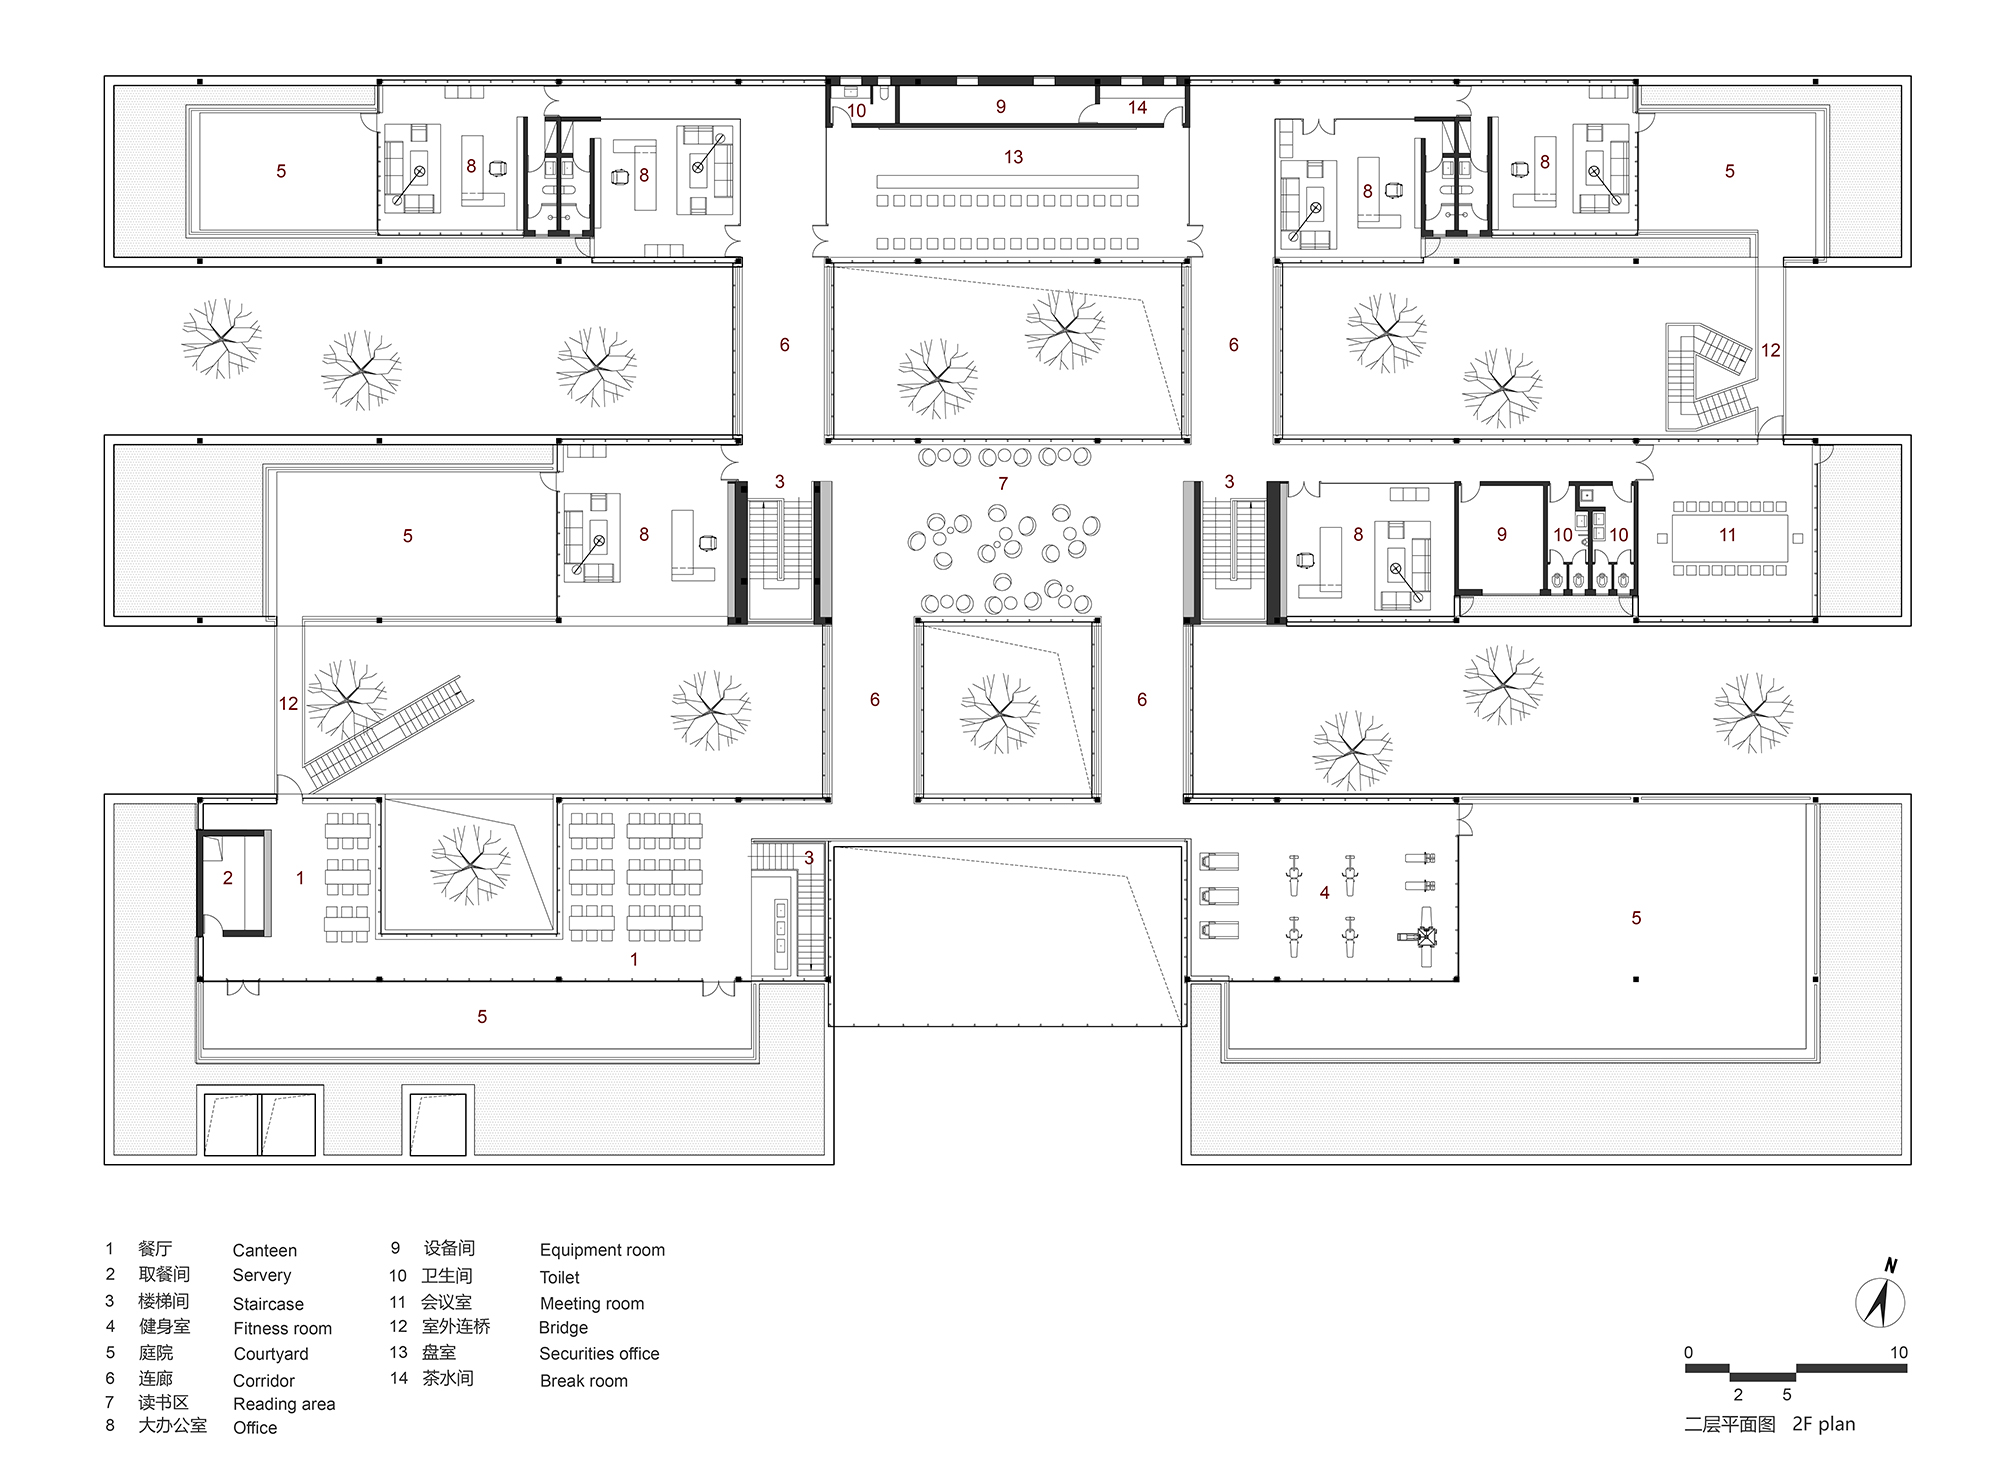 10
9
14
13
5
8
8
8
8
5
6
6
12
3
7
3
5
8
8
9
10
10
11
12
6
6
3
2
1
4
5
1
5
1 餐厅 Canteen
2 取餐间 Servery
3 楼梯间 Staircase
4 健身室 Fitness room
5 庭院 Courtyard
6 连廊 Corridor
7 读书区 Reading area
8 大办公室 Office
9 设备间 Equipment room
10 卫生间 Toilet
11 会议室 Meeting room
12 室外连桥 Bridge
13 盘室 Securities office
14 茶水间 Break room
N
0 10
2 5
二层平面图 2F plan